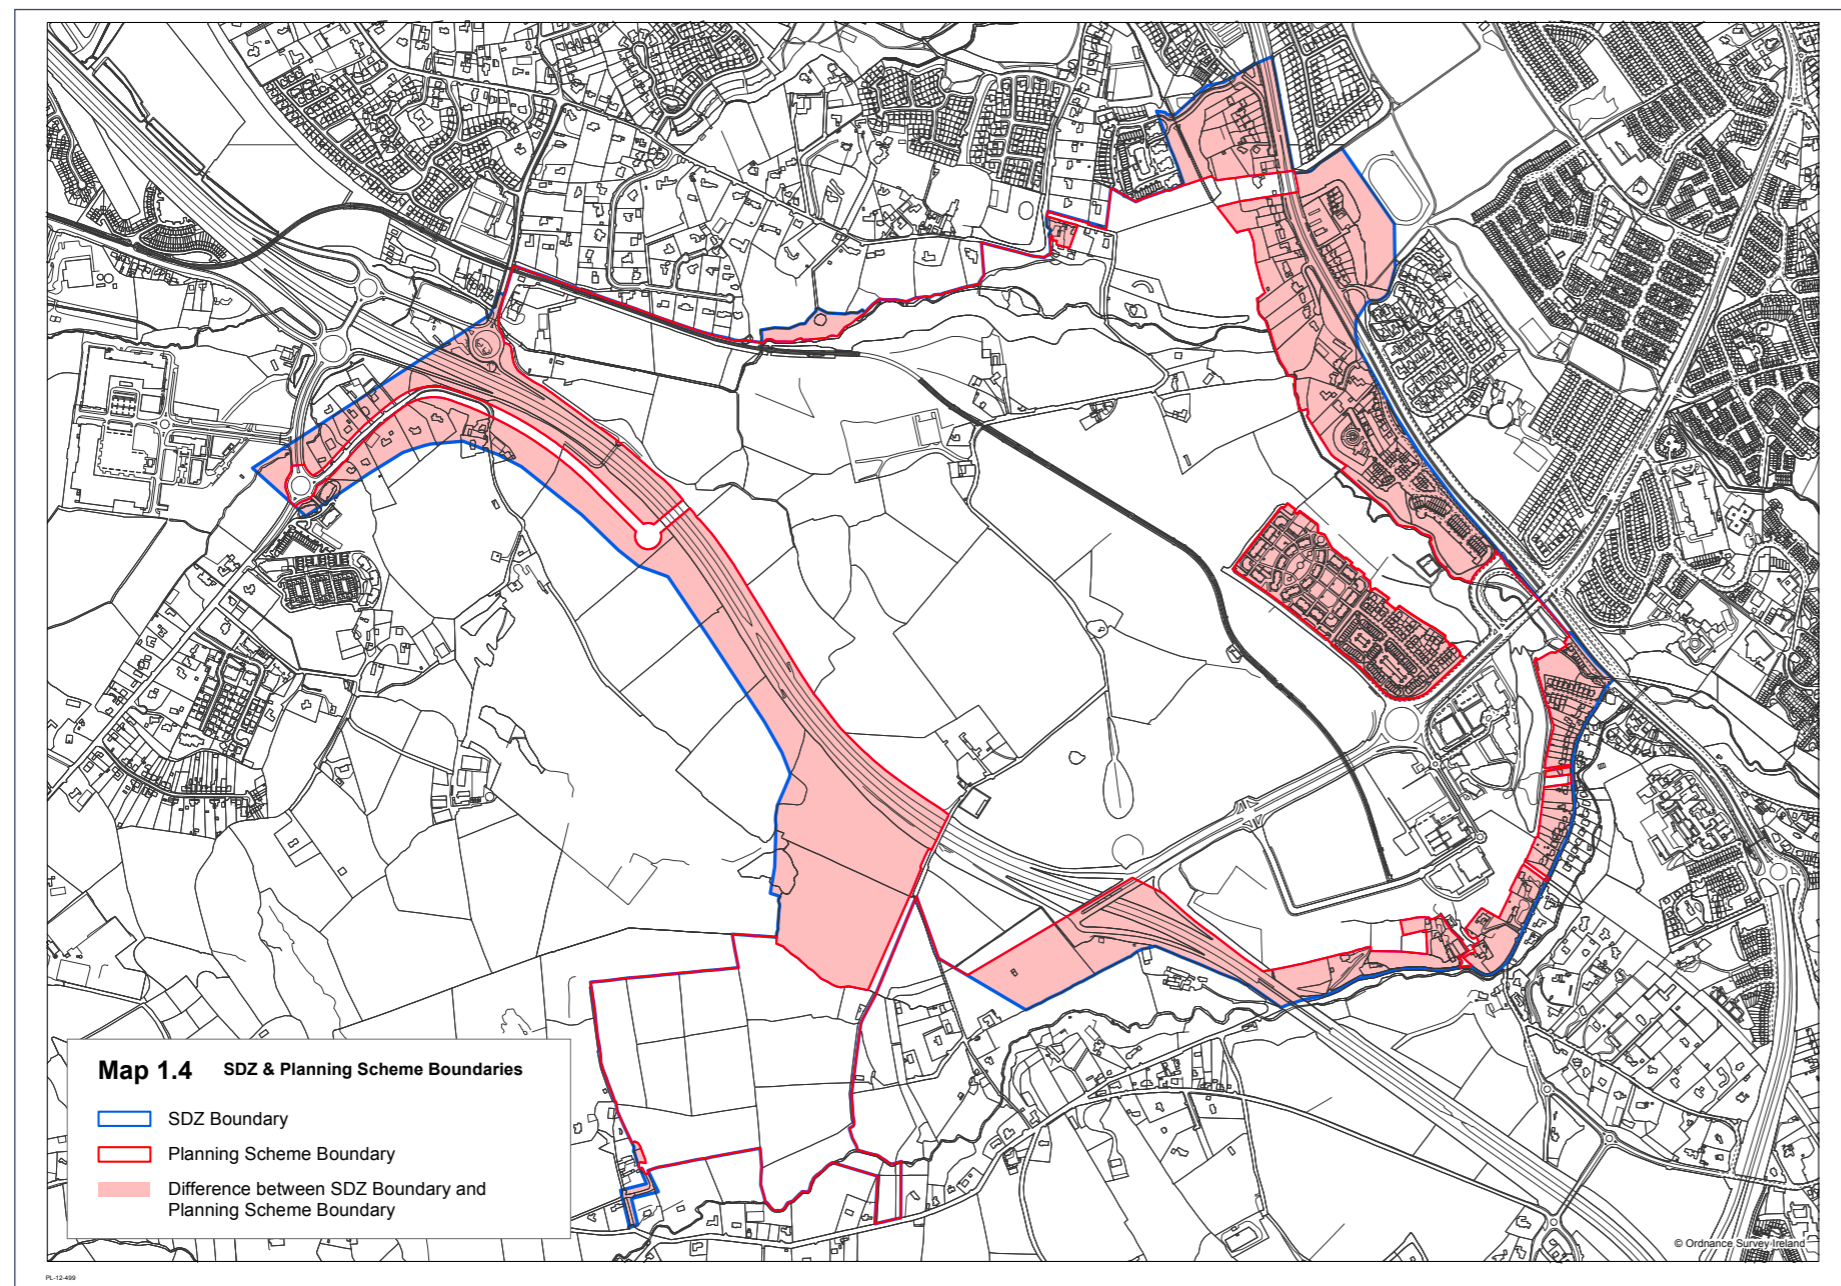 Map 1.4 SDZ & Planning Scheme Boundaries
SDZ Boundary
Planning Scheme Boundary
Difference between SDZ Boundary and
Planning Scheme Boundary
© Ordnance Survey Ireland
PL-12-499